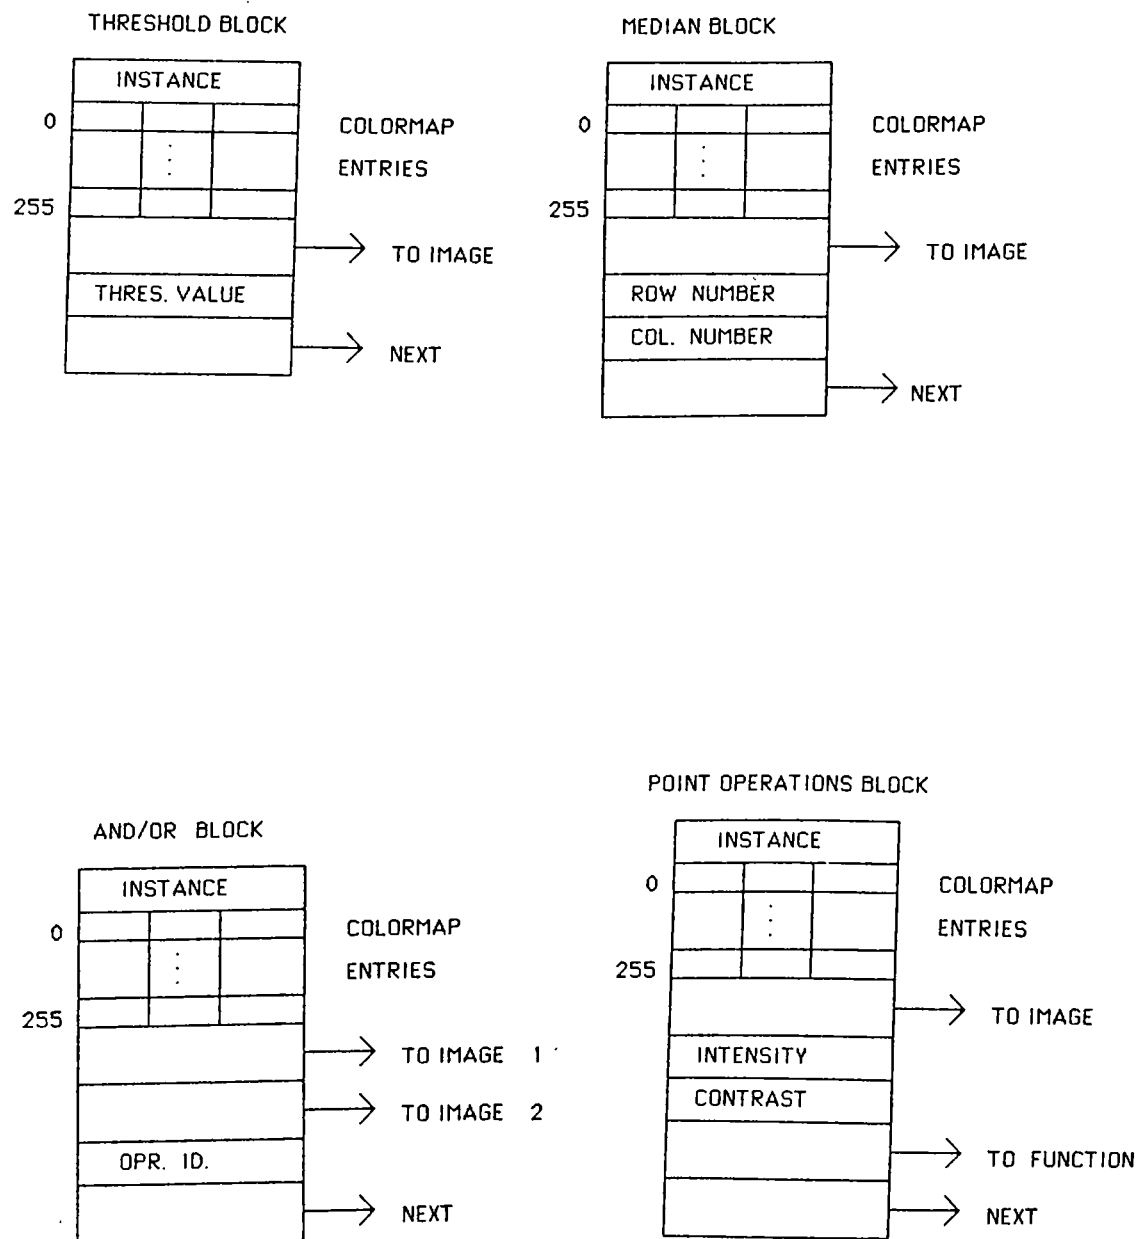 THRESHOLD BLOCK
INSTANCE
0
COLORMAP
ENTRIES
255
TO IMAGE
THRES. VALUE
NEXT
MEDIAN BLOCK
INSTANCE
0
COLORMAP
ENTRIES
255
TO IMAGE
ROW NUMBER
COL. NUMBER
NEXT
AND/OR BLOCK
INSTANCE
0
COLORMAP
ENTRIES
255
TO IMAGE 1
TO IMAGE 2
OPR. ID.
NEXT
POINT OPERATIONS BLOCK
INSTANCE
0
COLORMAP
ENTRIES
255
TO IMAGE
INTENSITY
CONTRAST
TO FUNCTION
NEXT